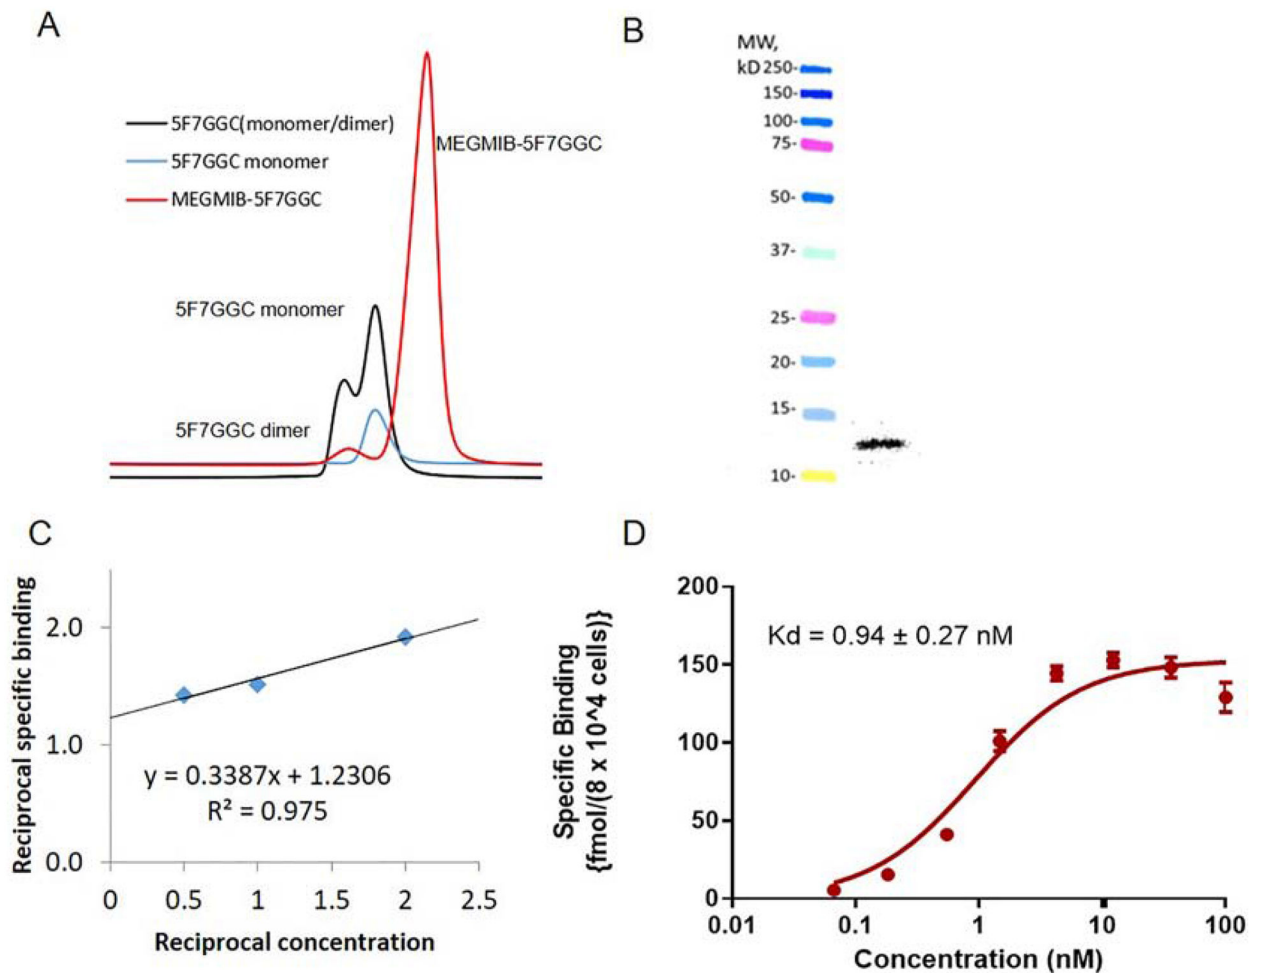 A
5F7GGC(monomer/dimer)
5F7GGC monomer
MEGMIB-5F7GGC
MEGMIB-5F7GGC
5F7GGC monomer
5F7GGC dimer
B
MW,
kD 250-
150-
100-
75-
50-
37-
25-
20-
15-
10-
C
Reciprocal specific binding
2.0
1.0
0.0
y = 0.3387x + 1.2306
R² = 0.975
0 0.5 1 1.5 2 2.5
Reciprocal concentration
D
Specific Binding
{fmol/(8 x 10^4 cells)}
200
150
100
50
0
Kd = 0.94 ± 0.27 nM
0.01 0.1 1 10 100
Concentration (nM)